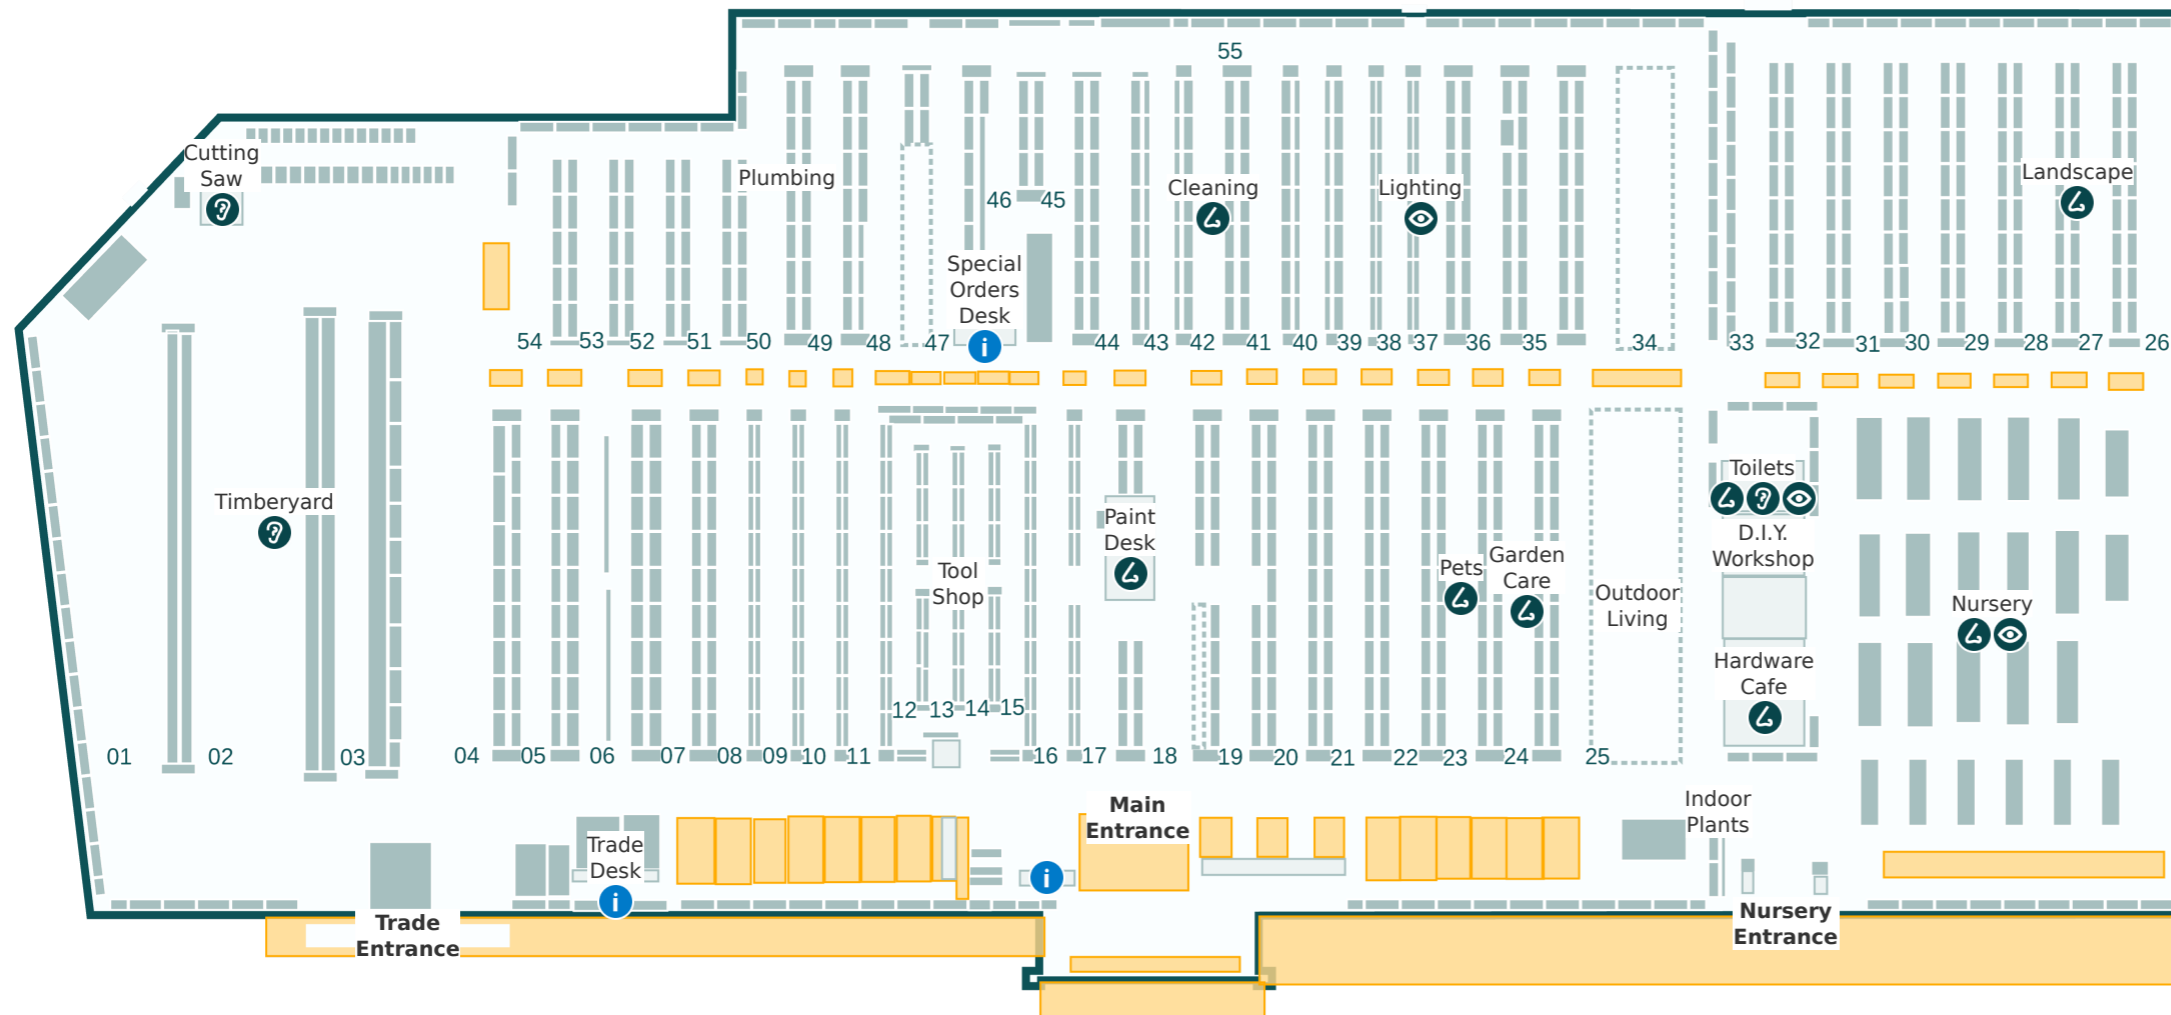 55
Cutting
Saw
Plumbing
Cleaning
Lighting
Landscape
46
45
Special
Orders
Desk
54
53
52
51
50
49
48
47
44
43
42
41
40
39
38
37
36
35
34
33
32
31
30
29
28
27
26
Timberyard
Toilets
Paint
Desk
D.I.Y.
Workshop
Tool
Shop
Pets
Garden
Care
Outdoor
Living
Nursery
Hardware
Cafe
12
13
14
15
01
02
03
04
05
06
07
08
09
10
11
16
17
18
19
20
21
22
23
24
25
Main
Entrance
Indoor
Plants
Trade
Desk
Trade
Entrance
Nursery
Entrance